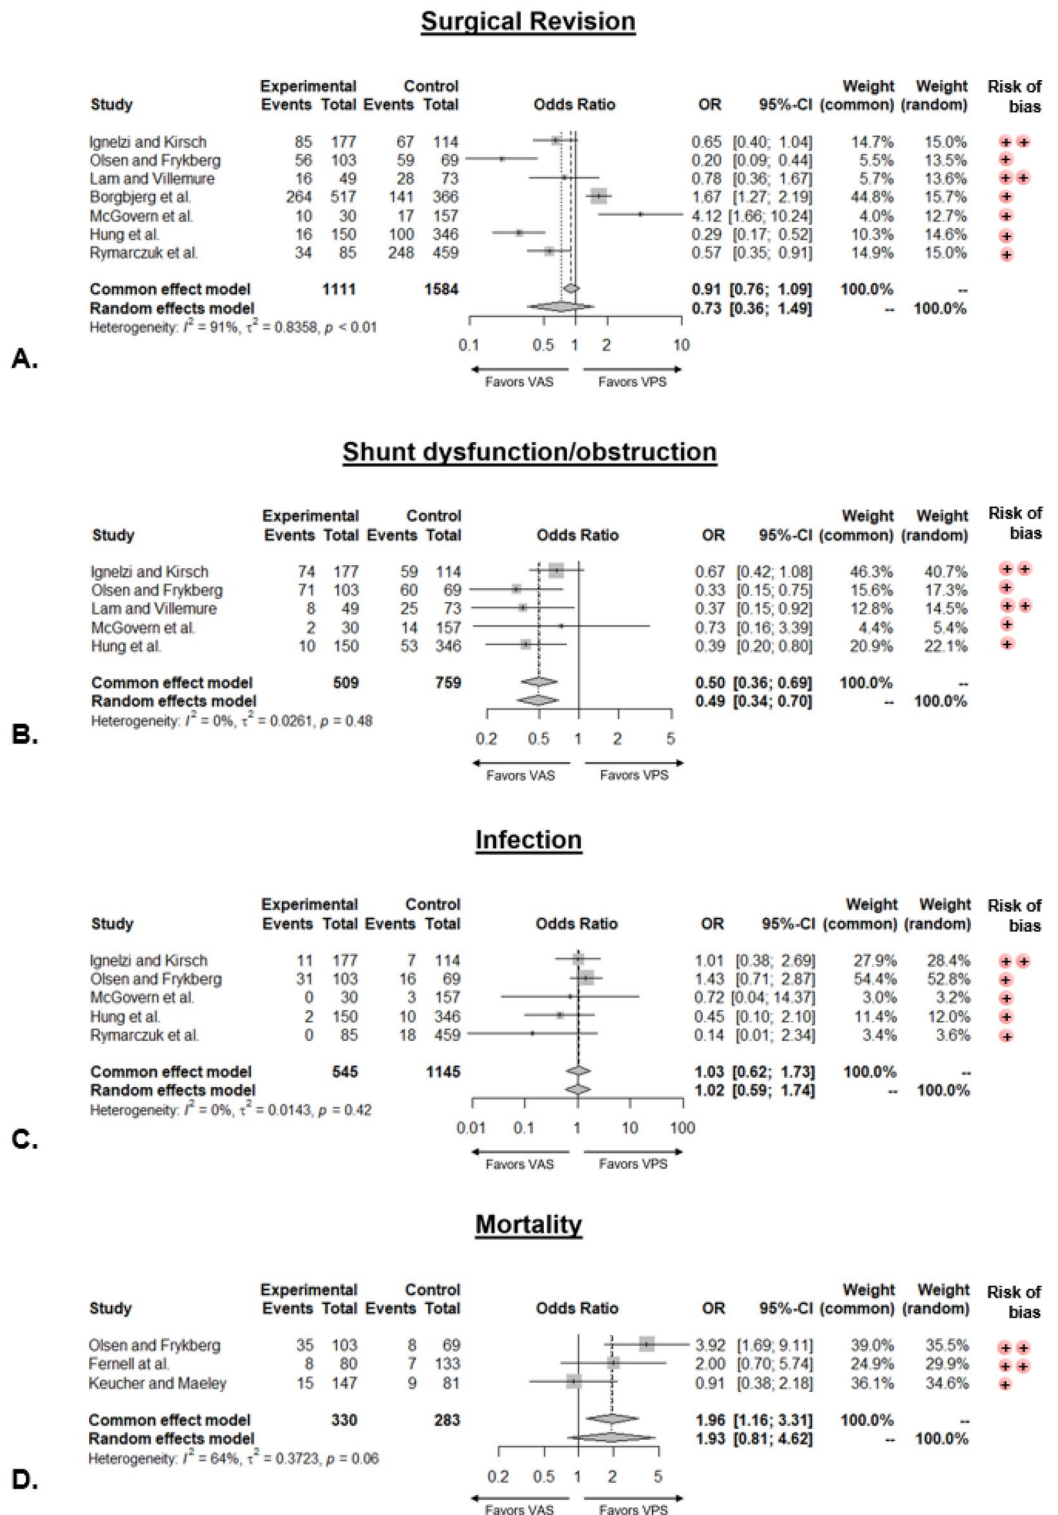 Surgical Revision
Experimental Control Weight Weight Risk of
Study Events Total Events Total Odds Ratio OR 95%-CI (common) (random) bias
Ignelzi and Kirsch 85 177 67 114 0.65 [0.40; 1.04] 14.7% 15.0% + +
Olsen and Frykberg 56 103 59 69 0.20 [0.09; 0.44] 5.5% 13.5% +
Lam and Villemure 16 49 28 73 0.78 [0.36; 1.67] 5.7% 13.6% + +
Borgbjerg et al. 264 517 141 366 1.67 [1.27; 2.19] 44.8% 15.7% +
McGovern et al. 10 30 17 157 4.12 [1.66; 10.24] 4.0% 12.7% +
Hung et al. 16 150 100 346 0.29 [0.17; 0.52] 10.3% 14.6% +
Rymarczuk et al. 34 85 248 459 0.57 [0.35; 0.91] 14.9% 15.0% +
Common effect model 1111 1584 0.91 [0.76; 1.09] 100.0% --
Random effects model 0.73 [0.36; 1.49] -- 100.0%
Heterogeneity: I² = 91%, τ² = 0.8358, p < 0.01
0.1 0.5 1 2 10
A.
Favors VAS Favors VPS
Shunt dysfunction/obstruction
Experimental Control Weight Weight Risk of
Study Events Total Events Total Odds Ratio OR 95%-CI (common) (random) bias
Ignelzi and Kirsch 74 177 59 114 0.67 [0.42; 1.08] 46.3% 40.7% + +
Olsen and Frykberg 71 103 60 69 0.33 [0.15; 0.75] 15.6% 17.3% +
Lam and Villemure 8 49 25 73 0.37 [0.15; 0.92] 12.8% 14.5% + +
McGovern et al. 2 30 14 157 0.73 [0.16; 3.39] 4.4% 5.4% +
Hung et al. 10 150 53 346 0.39 [0.20; 0.80] 20.9% 22.1% +
Common effect model 509 759 0.50 [0.36; 0.69] 100.0% --
Random effects model 0.49 [0.34; 0.70] -- 100.0%
Heterogeneity: I² = 0%, τ² = 0.0261, p = 0.48
B.
0.2 0.5 1 2 5
Favors VAS Favors VPS
Infection
Experimental Control Weight Weight Risk of
Study Events Total Events Total Odds Ratio OR 95%-CI (common) (random) bias
Ignelzi and Kirsch 11 177 7 114 1.01 [0.38; 2.69] 27.9% 28.4% + +
Olsen and Frykberg 31 103 16 69 1.43 [0.71; 2.87] 54.4% 52.8% +
McGovern et al. 0 30 3 157 0.72 [0.04; 14.37] 3.0% 3.2% +
Hung et al. 2 150 10 346 0.45 [0.10; 2.10] 11.4% 12.0% +
Rymarczuk et al. 0 85 18 459 0.14 [0.01; 2.34] 3.4% 3.6% +
Common effect model 545 1145 1.03 [0.62; 1.73] 100.0% --
Random effects model 1.02 [0.59; 1.74] -- 100.0%
Heterogeneity: I² = 0%, τ² = 0.0143, p = 0.42
0.01 0.1 1 10 100
C.
Favors VAS Favors VPS
Mortality
Experimental Control Weight Weight Risk of
Study Events Total Events Total Odds Ratio OR 95%-CI (common) (random) bias
Olsen and Frykberg 35 103 8 69 3.92 [1.69; 9.11] 39.0% 35.5% + +
Fernell at al. 8 80 7 133 2.00 [0.70; 5.74] 24.9% 29.9% + +
Keucher and Maeley 15 147 9 81 0.91 [0.38; 2.18] 36.1% 34.6% +
Common effect model 330 283 1.96 [1.16; 3.31] 100.0% --
Random effects model 1.93 [0.81; 4.62] -- 100.0%
Heterogeneity: I² = 64%, τ² = 0.3723, p = 0.06
0.2 0.5 1 2 5
D.
Favors VAS Favors VPS